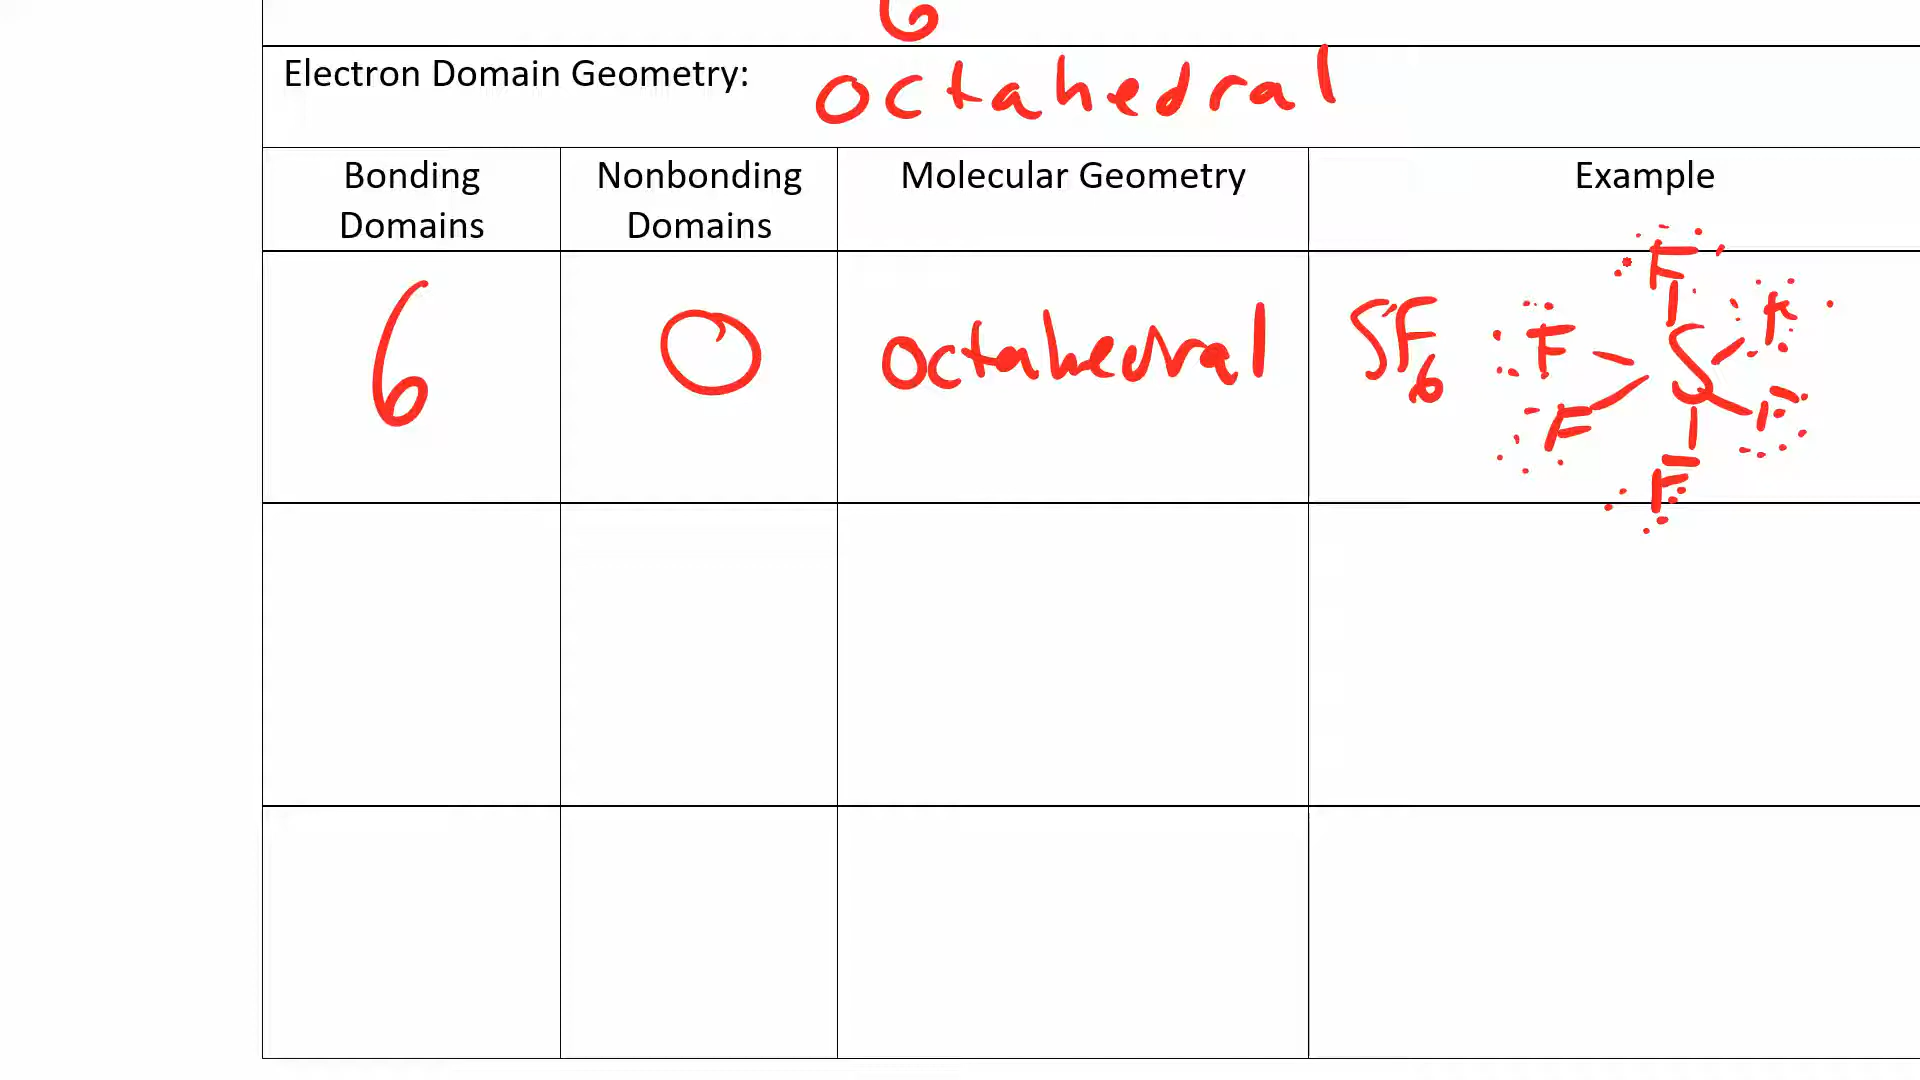 6
Electron Domain Geometry: octahedral
Bonding Domains
Nonbonding Domains
Molecular Geometry
Example
6
0
octahedral
SF6
F
F
F
S
F
F
F